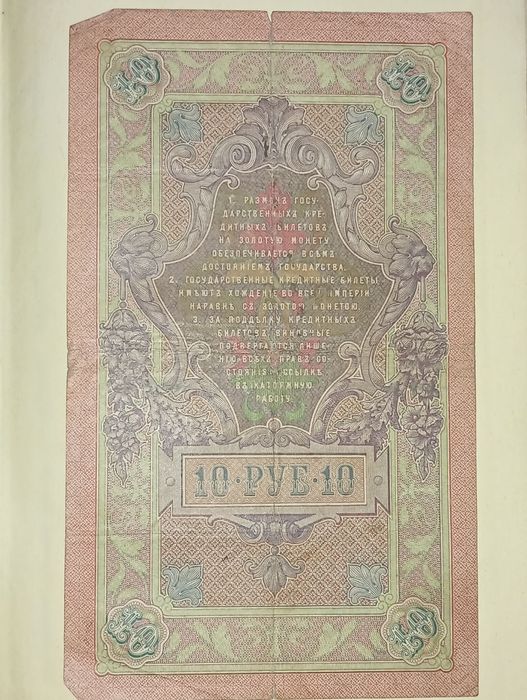 1. РАЗМѢНЪ ГОСУ-
ДАРСТВЕННЫХЪ КРЕ-
ДИТНЫХЪ БИЛЕТОВЪ
НА ЗОЛОТУЮ МОНЕТУ
ОБЕЗПЕЧИВАЕТСЯ ВСѢМЪ
ДОСТОЯНІЕМЪ ГОСУДАРСТВА.
2. ГОСУДАРСТВЕННЫЕ КРЕДИТНЫЕ БИЛЕТЫ
ИМѢЮТЪ ХОЖДЕНІЕ ВО ВСЕЙ ИМПЕРІИ
НАРАВНѢ СЪ ЗОЛОТОЮ МОНЕТОЮ.
3. ЗА ПОДДѢЛКУ КРЕДИТНЫХЪ
БИЛЕТОВЪ ВИНОВНЫЕ
ПОДВЕРГАЮТСЯ ЛИШЕ-
НІЮ ВСѢХЪ ПРАВЪ СО-
СТОЯНІЯ И ССЫЛКѢ
ВЪ КАТОРЖНУЮ
РАБОТУ.
10·РУБ·10